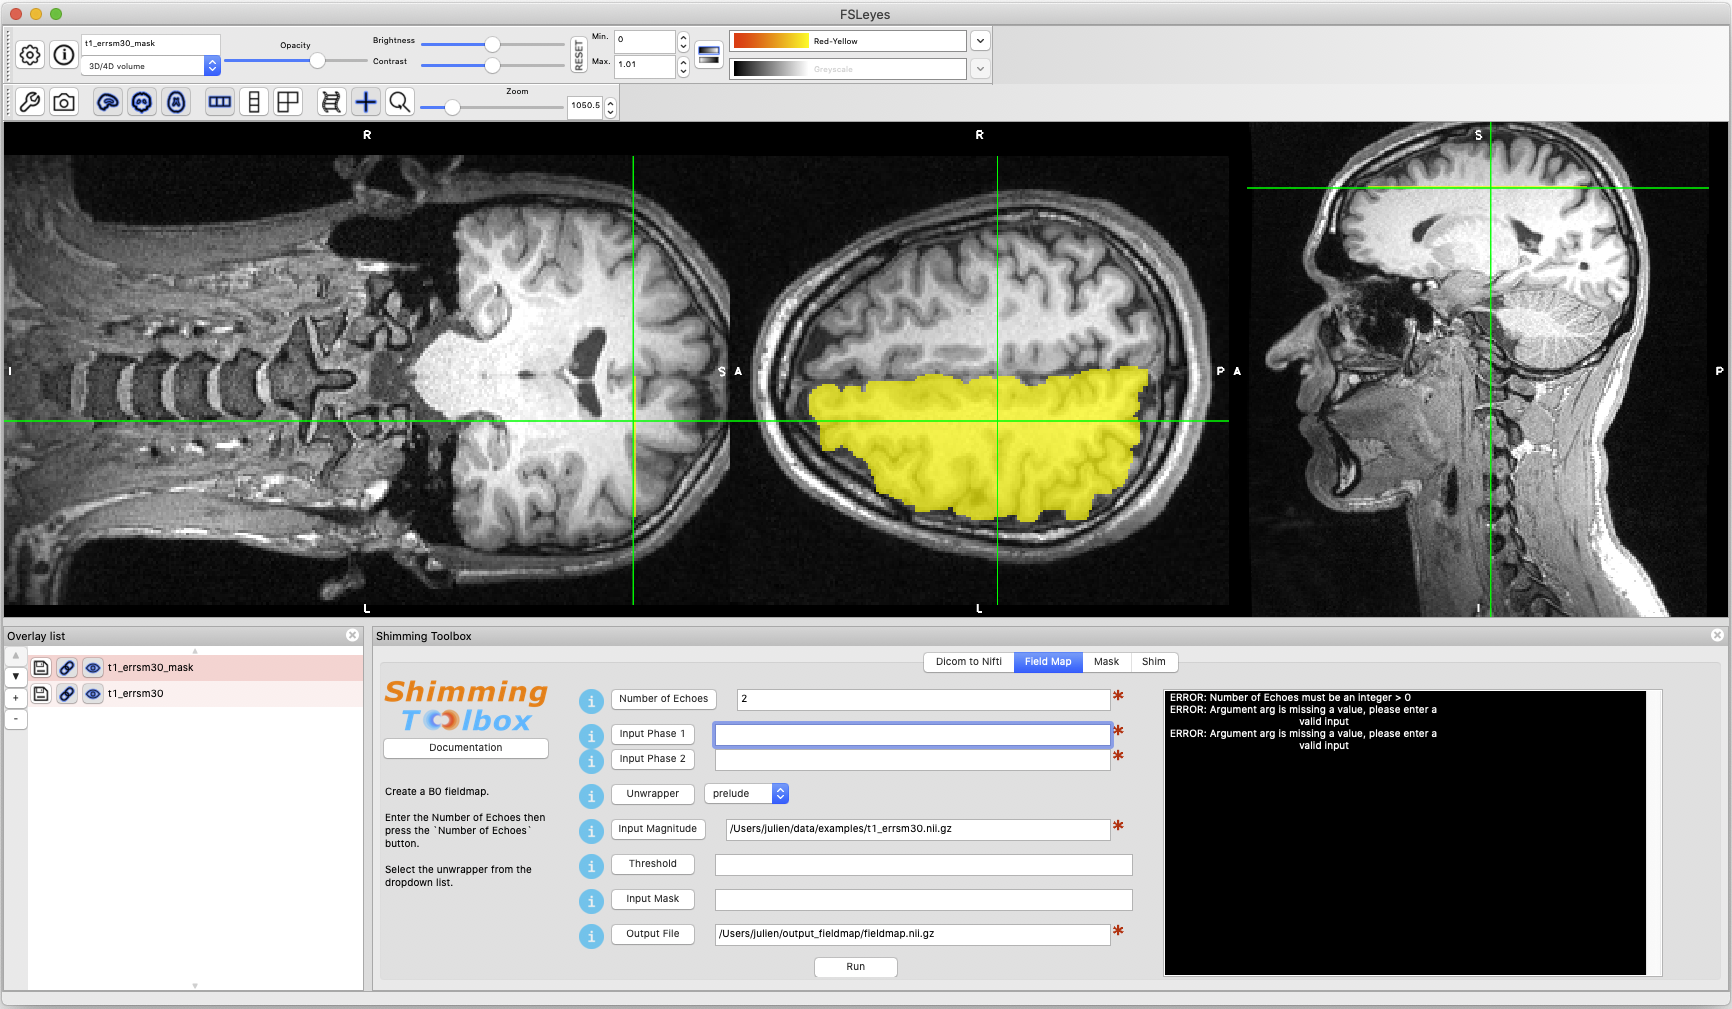 FSLeyes
t1_errsm30_mask
3D/4D volume
Opacity
Brightness
Contrast
RESET
Min.
0
Max.
1.01
Red-Yellow
Greyscale
Zoom
1050.5
R
R
S
I
S
A
P
A
P
L
L
I
Overlay list
t1_errsm30_mask
t1_errsm30
+
-
Shimming Toolbox
Dicom to Nifti
Field Map
Mask
Shim
Shimming
Toolbox
Documentation
Create a B0 fieldmap.
Enter the Number of Echoes then
press the `Number of Echoes`
button.
Select the unwrapper from the
dropdown list.
i Number of Echoes 2 *
i Input Phase 1 *
i Input Phase 2 *
i Unwrapper prelude
i Input Magnitude /Users/julien/data/examples/t1_errsm30.nii.gz *
i Threshold
i Input Mask
i Output File /Users/julien/output_fieldmap/fieldmap.nii.gz *
Run
ERROR: Number of Echoes must be an integer > 0
ERROR: Argument arg is missing a value, please enter a
valid input
ERROR: Argument arg is missing a value, please enter a
valid input